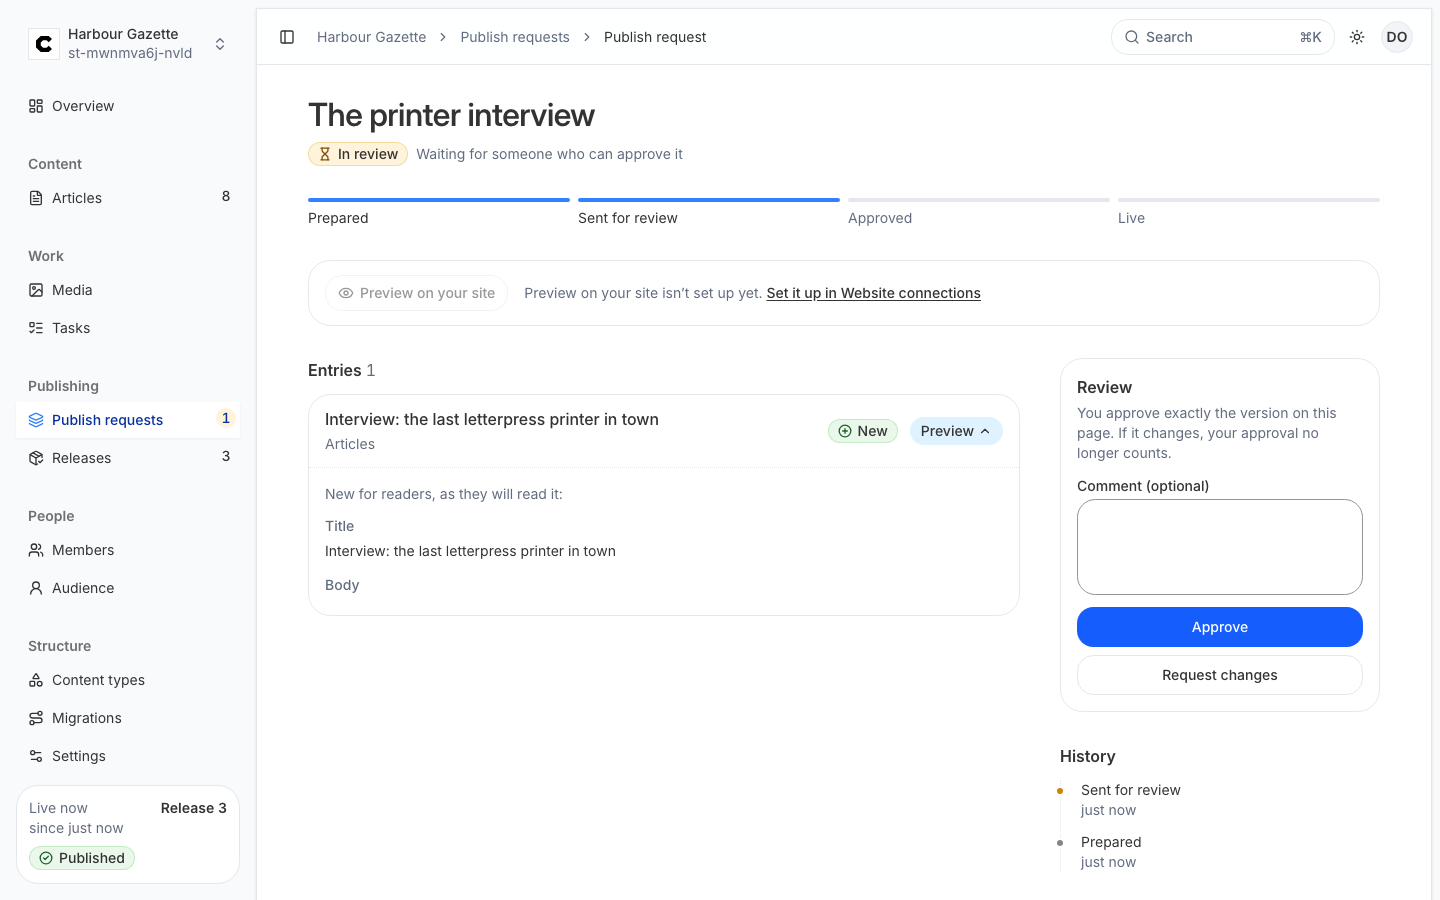 Harbour Gazette
st-mwnmva6j-nvld
Overview
Content
Articles 8
Work
Media
Tasks
Publishing
Publish requests 1
Releases 3
People
Members
Audience
Structure
Content types
Migrations
Settings
Live now Release 3
since just now
Published
Harbour Gazette > Publish requests > Publish request
Search ⌘K
DO
The printer interview
In review Waiting for someone who can approve it
Prepared
Sent for review
Approved
Live
Preview on your site
Preview on your site isn’t set up yet. Set it up in Website connections
Entries 1
Interview: the last letterpress printer in town
Articles
New
Preview
New for readers, as they will read it:
Title
Interview: the last letterpress printer in town
Body
Review
You approve exactly the version on this
page. If it changes, your approval no
longer counts.
Comment (optional)
Approve
Request changes
History
Sent for review
just now
Prepared
just now